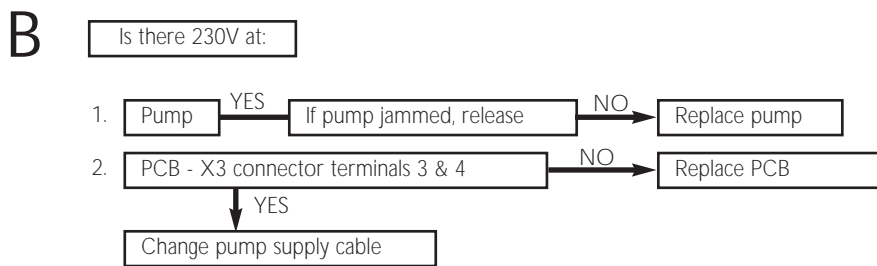 B
Is there 230V at:
1. Pump YES If pump jammed, release NO Replace pump
2. PCB - X3 connector terminals 3 & 4 NO Replace PCB
YES
Change pump supply cable